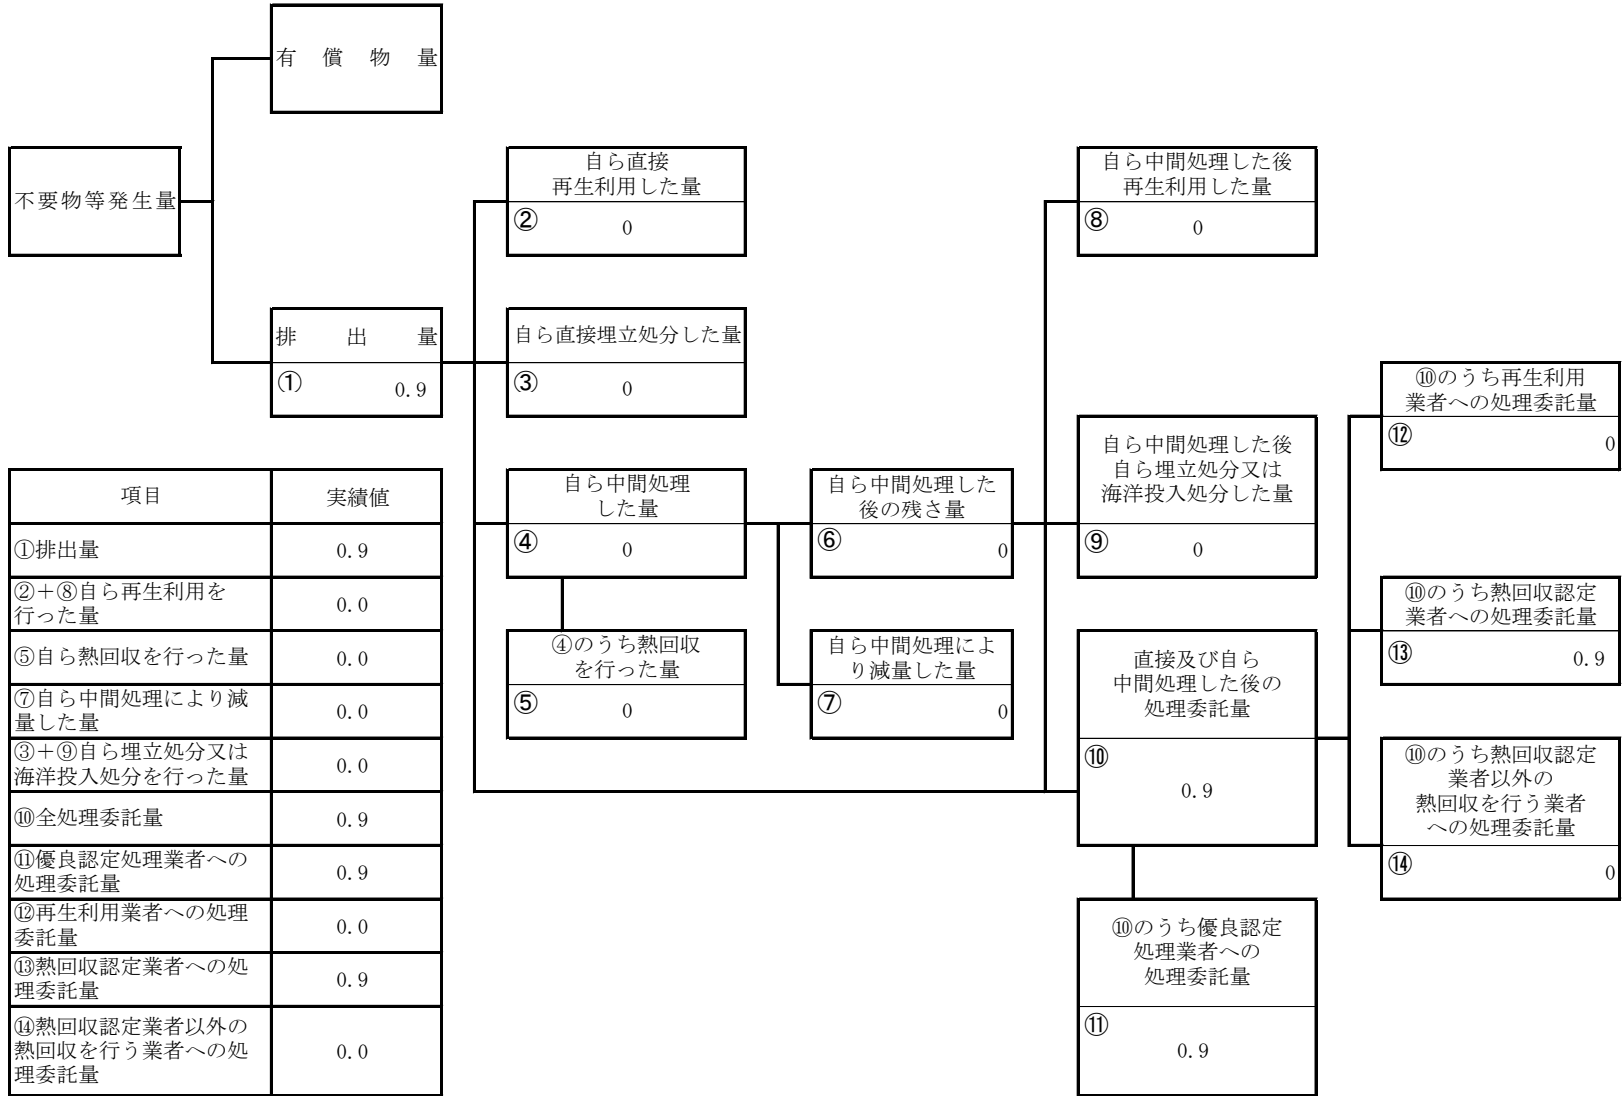 有償物量
不要物等発生量
排出量
① 0.9
自ら直接
再生利用した量
② 0
自ら直接埋立処分した量
③ 0
自ら中間処理
した量
④ 0
④のうち熱回収
を行った量
⑤ 0
自ら中間処理した
後の残さ量
⑥ 0
自ら中間処理によ
り減量した量
⑦ 0
自ら中間処理した後
再生利用した量
⑧ 0
自ら中間処理した後
自ら埋立処分又は
海洋投入処分した量
⑨ 0
直接及び自ら
中間処理した後の
処理委託量
⑩
0.9
⑩のうち優良認定
処理業者への
処理委託量
⑪
0.9
⑩のうち再生利用
業者への処理委託量
⑫ 0
⑩のうち熱回収認定
業者への処理委託量
⑬ 0.9
⑩のうち熱回収認定
業者以外の
熱回収を行う業者
への処理委託量
⑭ 0
項目 実績値
①排出量 0.9
②+⑧自ら再生利用を
行った量 0.0
⑤自ら熱回収を行った量 0.0
⑦自ら中間処理により減
量した量 0.0
③+⑨自ら埋立処分又は
海洋投入処分を行った量 0.0
⑩全処理委託量 0.9
⑪優良認定処理業者への
処理委託量 0.9
⑫再生利用業者への処理
委託量 0.0
⑬熱回収認定業者への処
理委託量 0.9
⑭熱回収認定業者以外の
熱回収を行う業者への処
理委託量 0.0